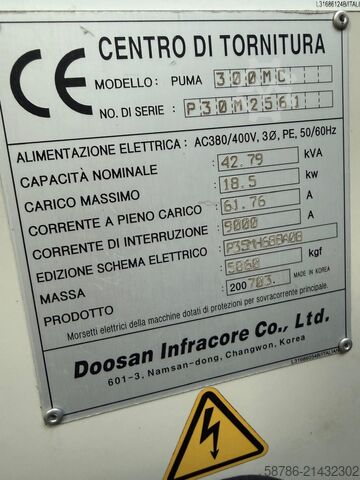 L31686124B/ITALI
CE CENTRO DI TORNITURA
MODELLO: PUMA 300MC
NO. DI SERIE : P30M2561
ALIMENTAZIONE ELETTRICA : AC380/400V, 3Ø, PE, 50/60Hz
CAPACITÀ NOMINALE 42.79 kVA
CARICO MASSIMO 18.5 kw
CORRENTE A PIENO CARICO 61.76 A
CORRENTE DI INTERRUZIONE 9000 A
EDIZIONE SCHEMA ELETTRICO
MASSA 5860 kgf
PRODOTTO 200703. MADE IN KOREA
Morsetti elettrici della macchine dotati di protezioni per sovracorrente principale.
Doosan Infracore Co., Ltd.
601-3, Namsan-dong, Changwon, Korea
58786-21432302